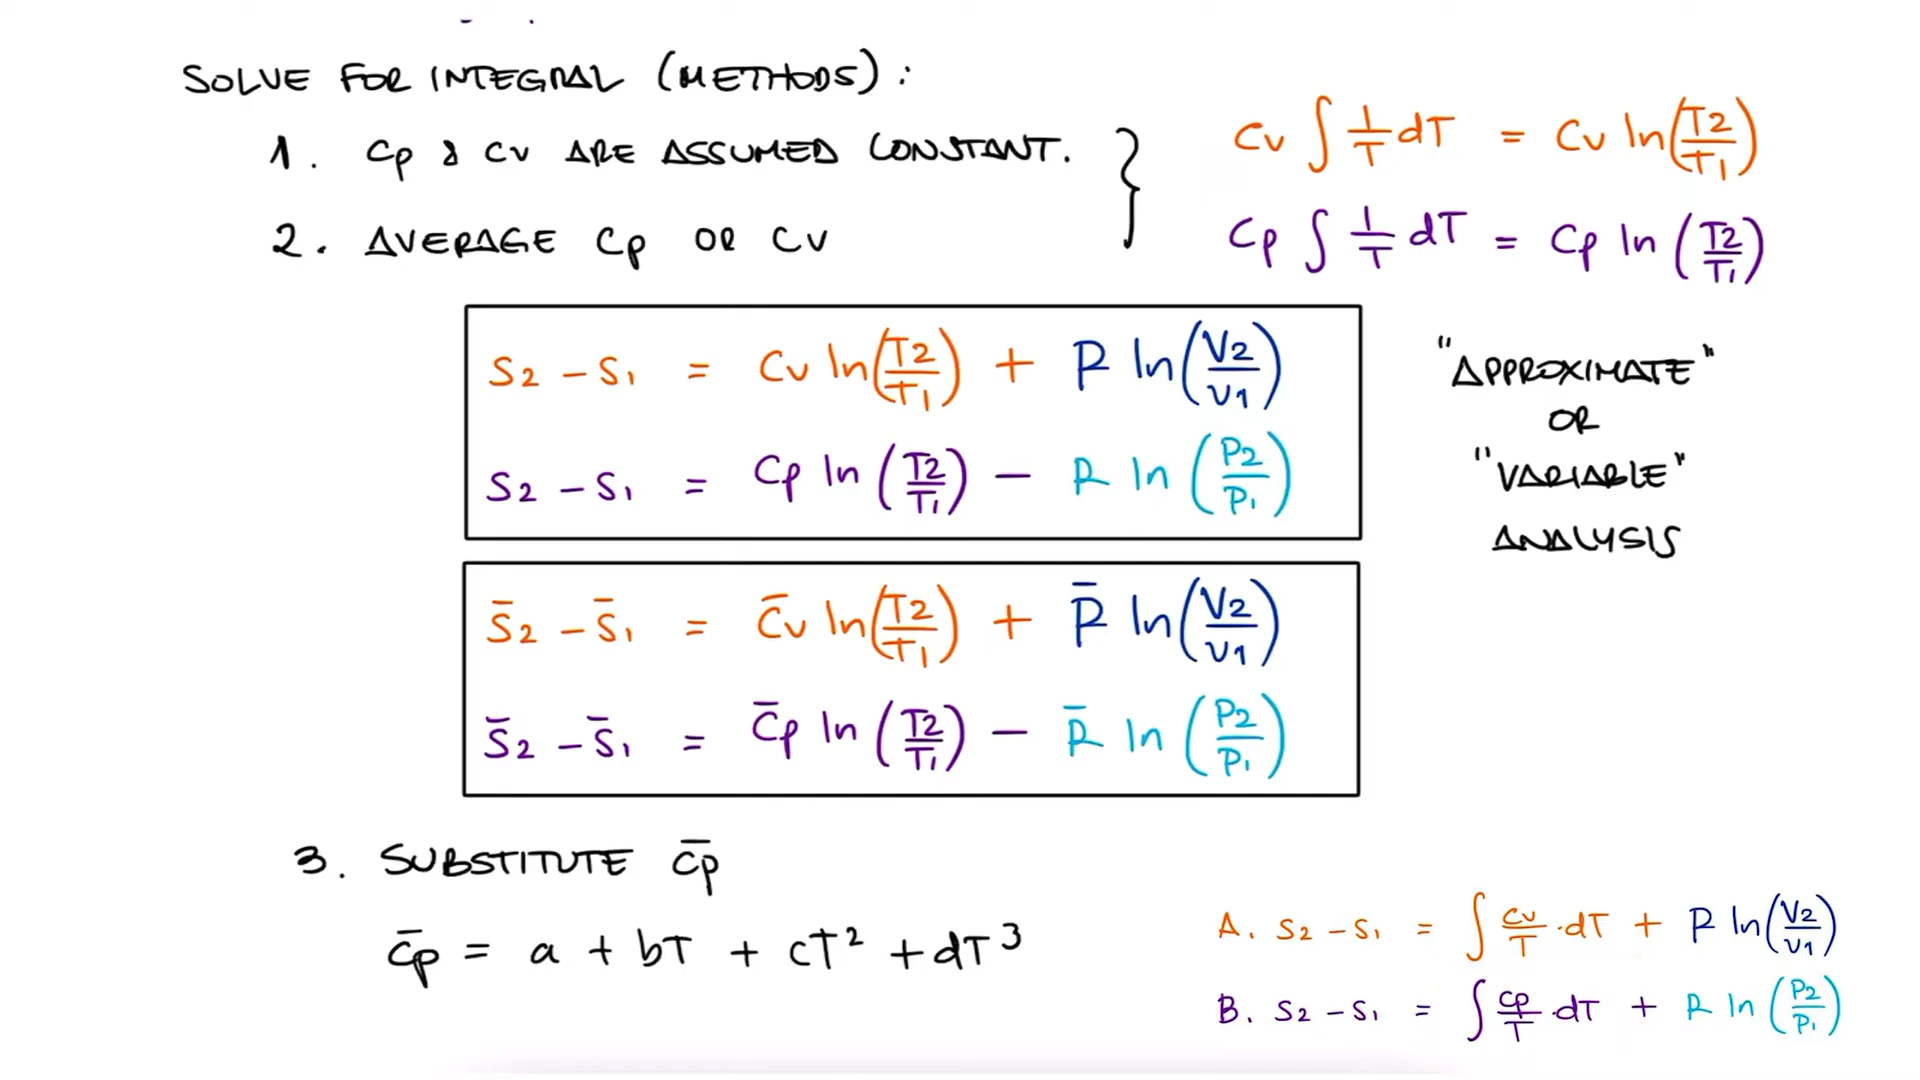 SOLVE FOR INTEGRAL (METHODS):
1. Cp & Cv ARE ASSUMED CONSTANT.
2. AVERAGE Cp OR Cv
Cv ∫ 1/T dT = Cv ln(T2/T1)
Cp ∫ 1/T dT = Cp ln(T2/T1)
S2 - S1 = Cv ln(T2/T1) + R ln(V2/V1)
S2 - S1 = Cp ln(T2/T1) - R ln(P2/P1)
"APPROXIMATE"
OR
"VARIABLE"
ANALYSIS
S̄2 - S̄1 = C̄v ln(T2/T1) + R̄ ln(V2/V1)
S̄2 - S̄1 = C̄p ln(T2/T1) - R̄ ln(P2/P1)
3. SUBSTITUTE C̄p
C̄p = a + bT + cT² + dT³
A. S2 - S1 = ∫ Cv/T · dT + R ln(V2/V1)
B. S2 - S1 = ∫ Cp/T · dT + R ln(P2/P1)